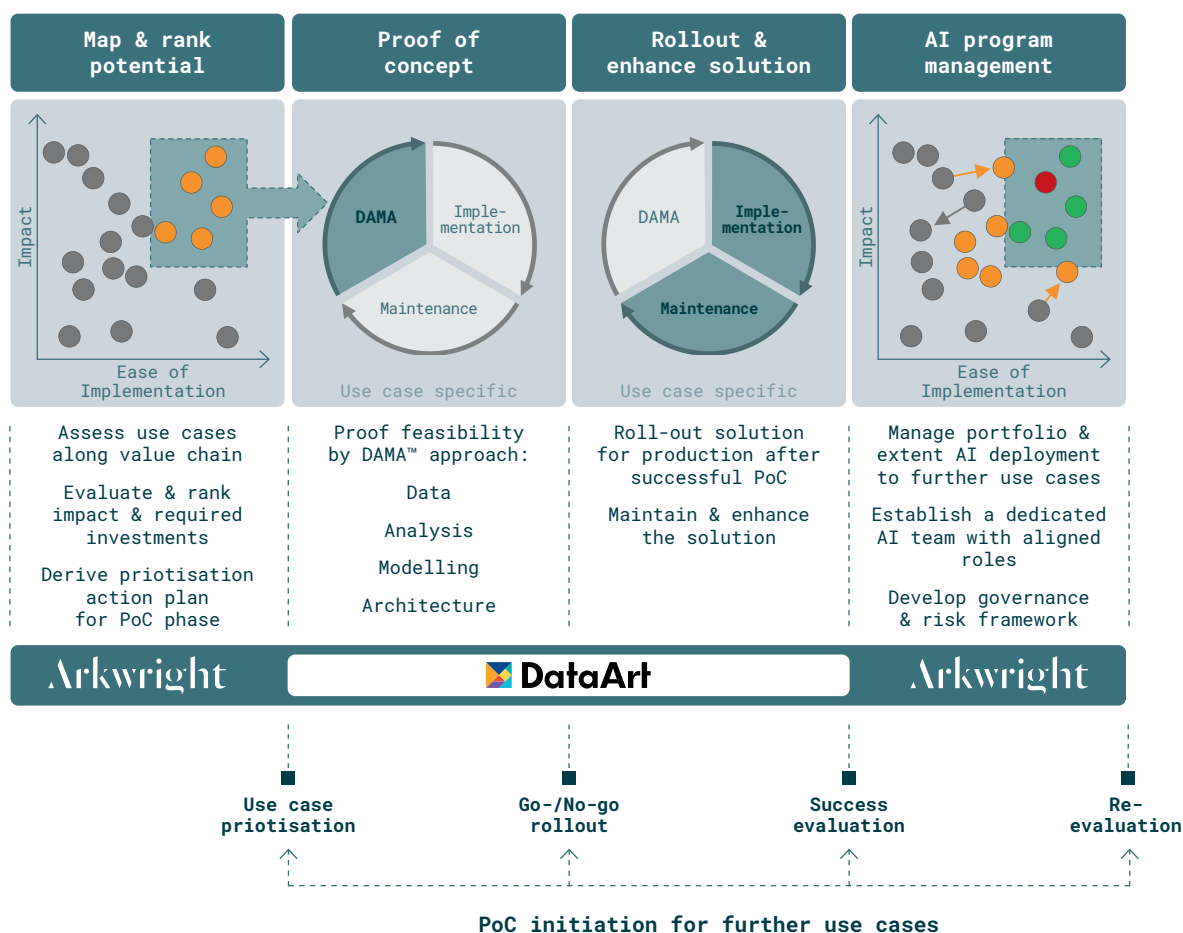 Map & rank
potential
Proof of
concept
Rollout &
enhance solution
AI program
management
Impact
Ease of
Implementation
DAMA
Imple-
mentation
Maintenance
Use case specific
DAMA
Imple-
mentation
Maintenance
Use case specific
Impact
Ease of
Implementation
Assess use cases
along value chain
Evaluate & rank
impact & required
investments
Derive priotisation
action plan
for PoC phase
Proof feasibility
by DAMA™ approach:
Data
Analysis
Modelling
Architecture
Roll-out solution
for production after
successful PoC
Maintain & enhance
the solution
Manage portfolio &
extent AI deployment
to further use cases
Establish a dedicated
AI team with aligned
roles
Develop governance
& risk framework
Arkwright
DataArt
Arkwright
Use case
priotisation
Go-/No-go
rollout
Success
evaluation
Re-
evaluation
PoC initiation for further use cases